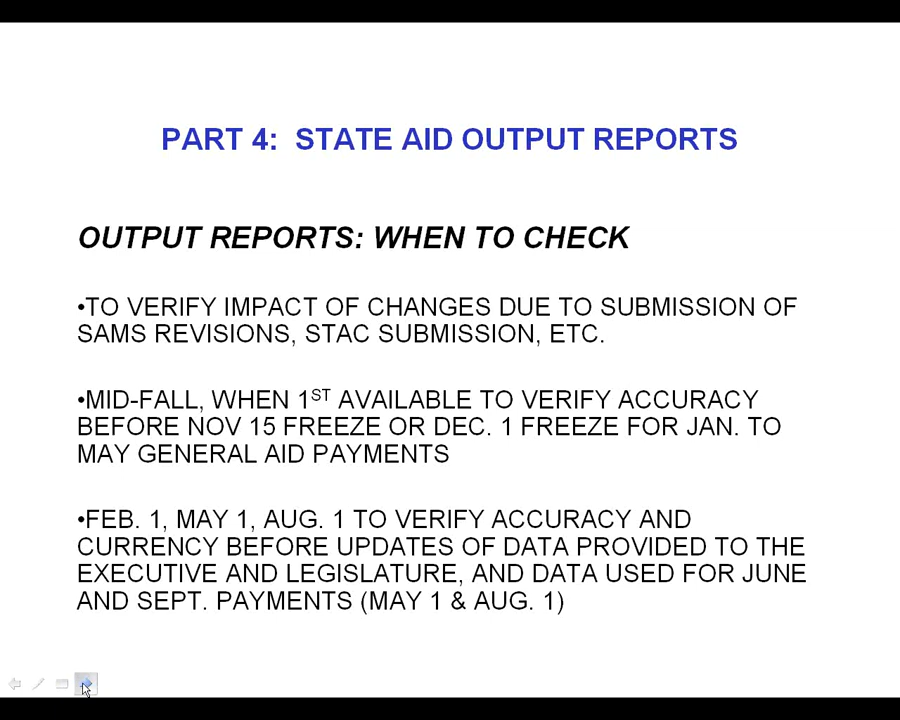 PART 4: STATE AID OUTPUT REPORTS
OUTPUT REPORTS: WHEN TO CHECK
•TO VERIFY IMPACT OF CHANGES DUE TO SUBMISSION OF
SAMS REVISIONS, STAC SUBMISSION, ETC.
•MID-FALL, WHEN 1ST AVAILABLE TO VERIFY ACCURACY
BEFORE NOV 15 FREEZE OR DEC. 1 FREEZE FOR JAN. TO
MAY GENERAL AID PAYMENTS
•FEB. 1, MAY 1, AUG. 1 TO VERIFY ACCURACY AND
CURRENCY BEFORE UPDATES OF DATA PROVIDED TO THE
EXECUTIVE AND LEGISLATURE, AND DATA USED FOR JUNE
AND SEPT. PAYMENTS (MAY 1 & AUG. 1)